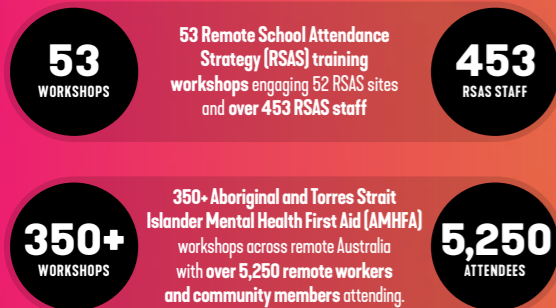 53
WORKSHOPS
53 Remote School Attendance
Strategy (RSAS) training
workshops engaging 52 RSAS sites
and over 453 RSAS staff
453
RSAS STAFF
350+
WORKSHOPS
350+ Aboriginal and Torres Strait
Islander Mental Health First Aid (AMHFA)
workshops across remote Australia
with over 5,250 remote workers
and community members attending.
5,250
ATTENDEES